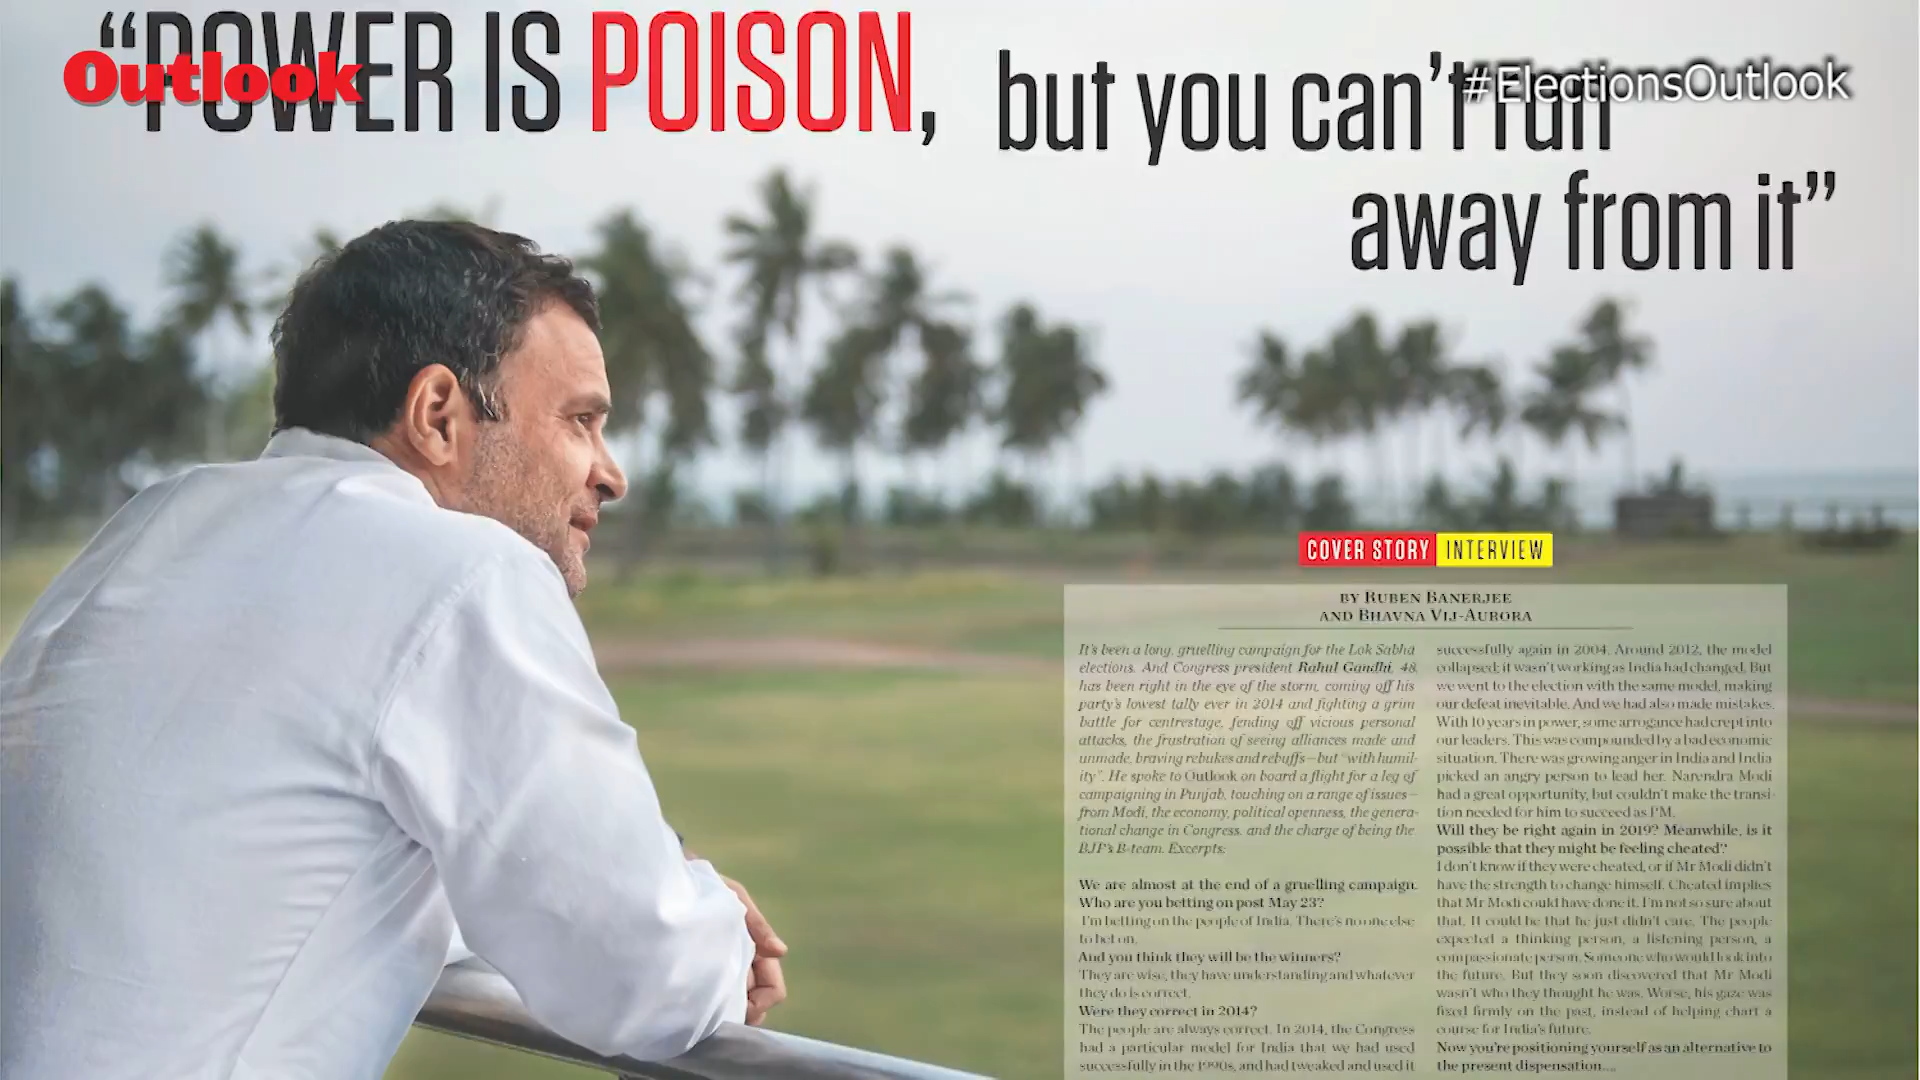 “POWER IS POISON,
Outlook
but you can’t run
#ElectionsOutlook
away from it”
COVER STORY INTERVIEW
BY RUBEN BANERJEE
AND BHAVNA VIJ-AURORA
It's been a long, gruelling campaign for the Lok Sabha
elections. And Congress president Rahul Gandhi, 48,
has been right in the eye of the storm, coming off his
party's lowest tally ever in 2014 and fighting a grim
battle for centrestage, fending off vicious personal
attacks, the frustration of seeing alliances made and
unmade, braving rebukes and rebuffs—but “with humil-
ity”. He spoke to Outlook on board a flight for a leg of
campaigning in Punjab, touching on a range of issues—
from Modi, the economy, political openness, the genera-
tional change in Congress, and the charge of being the
BJP's B-team. Excerpts:
We are almost at the end of a gruelling campaign.
Who are you betting on post May 23?
I'm betting on the people of India. There's no one else
to bet on.
And you think they will be the winners?
They are wise, they have understanding and whatever
they do is correct.
Were they correct in 2014?
The people are always correct. In 2014, the Congress
had a particular model for India that we had used
successfully in the 1990s, and had tweaked and used it
successfully again in 2004. Around 2012, the model
collapsed; it wasn't working as India had changed. But
we went to the election with the same model, making
our defeat inevitable. And we had also made mistakes.
With 10 years in power, some arrogance had crept into
our leaders. This was compounded by a bad economic
situation. There was growing anger in India and India
picked an angry person to lead her. Narendra Modi
had a great opportunity, but couldn't make the transi-
tion needed for him to succeed as PM.
Will they be right again in 2019? Meanwhile, is it
possible that they might be feeling cheated?
I don't know if they were cheated, or if Mr Modi didn't
have the strength to change himself. Cheated implies
that Mr Modi could have done it. I'm not so sure about
that. It could be that he just didn't care. The people
expected a thinking person, a listening person, a
compassionate person. Someone who would look into
the future. But they soon discovered that Mr Modi
wasn't who they thought he was. Worse, his gaze was
fixed firmly on the past, instead of helping chart a
course for India's future.
Now you're positioning yourself as an alternative to
the present dispensation....